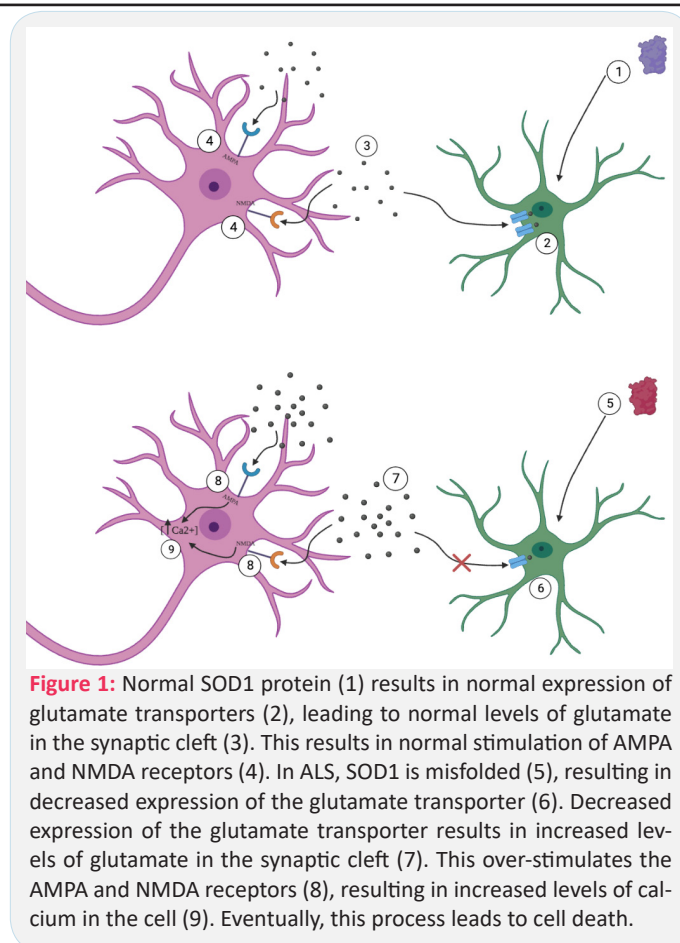 1
4
AMPA
3
NMDA
4
2
5
8
AMPA
7
[↑Ca2+]
9
NMDA
8
6
Figure 1: Normal SOD1 protein (1) results in normal expression of
glutamate transporters (2), leading to normal levels of glutamate
in the synaptic cleft (3). This results in normal stimulation of AMPA
and NMDA receptors (4). In ALS, SOD1 is misfolded (5), resulting in
decreased expression of the glutamate transporter (6). Decreased
expression of the glutamate transporter results in increased lev-
els of glutamate in the synaptic cleft (7). This over-stimulates the
AMPA and NMDA receptors (8), resulting in increased levels of cal-
cium in the cell (9). Eventually, this process leads to cell death.